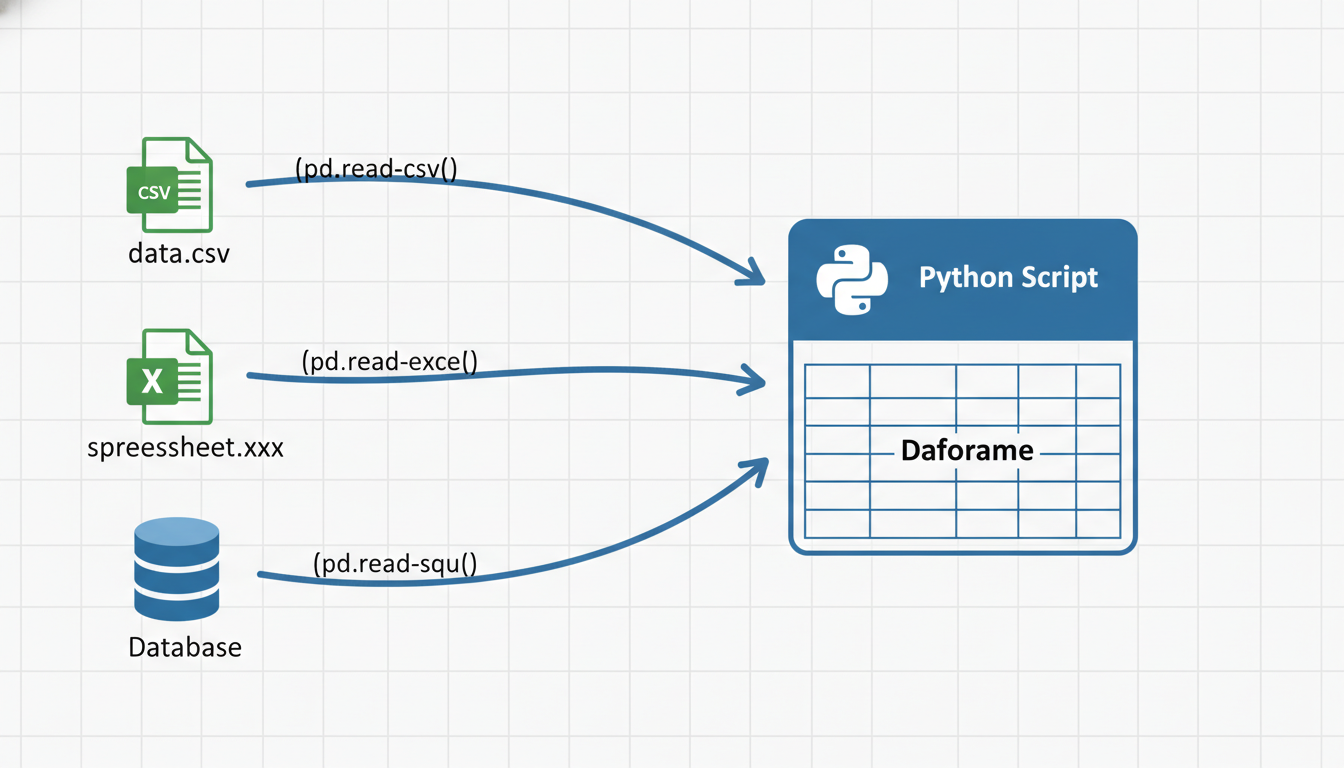 (pd.read-csv()
CSV
data.csv
Python Script
(pd.read-exce()
X
spreessheet.xxx
Daforame
(pd.read-squ()
Database